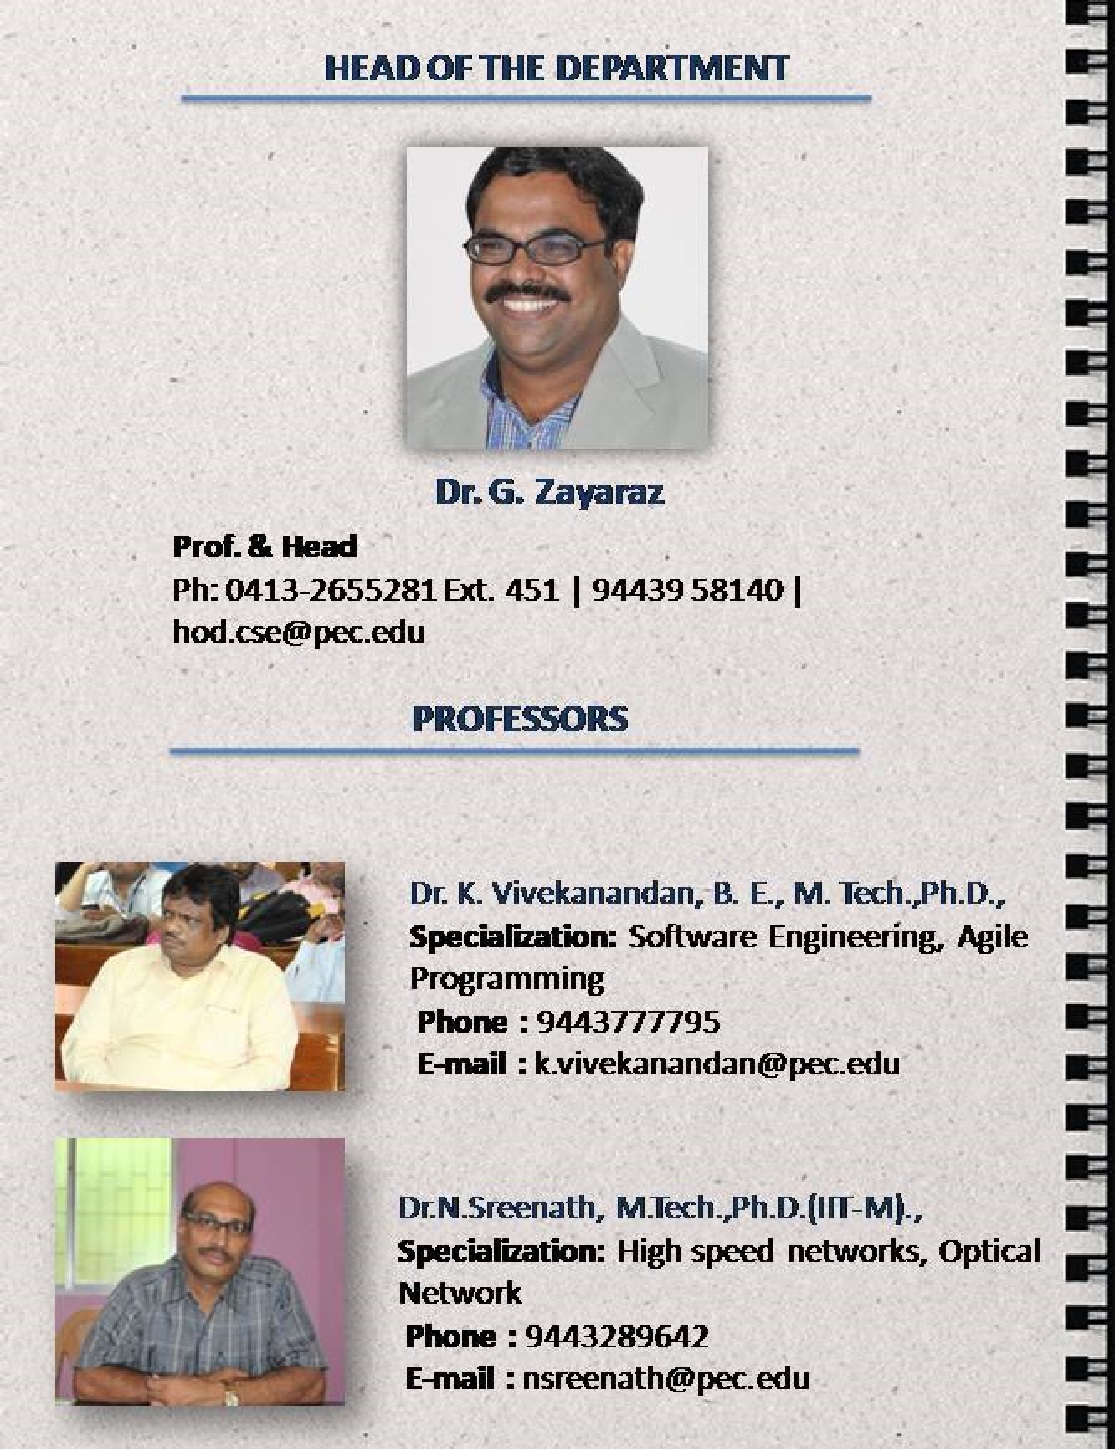 HEAD OF THE DEPARTMENT
Dr. G. Zayaraz
Prof. & Head
Ph: 0413-2655281 Ext. 451 | 94439 58140 |
hod.cse@pec.edu
PROFESSORS
Dr. K. Vivekanandan, B. E., M. Tech.,Ph.D.,
Specialization: Software Engineering, Agile
Programming
Phone : 9443777795
E-mail : k.vivekanandan@pec.edu
Dr.N.Sreenath, M.Tech.,Ph.D.(IIT-M).,
Specialization: High speed networks, Optical
Network
Phone : 9443289642
E-mail : nsreenath@pec.edu